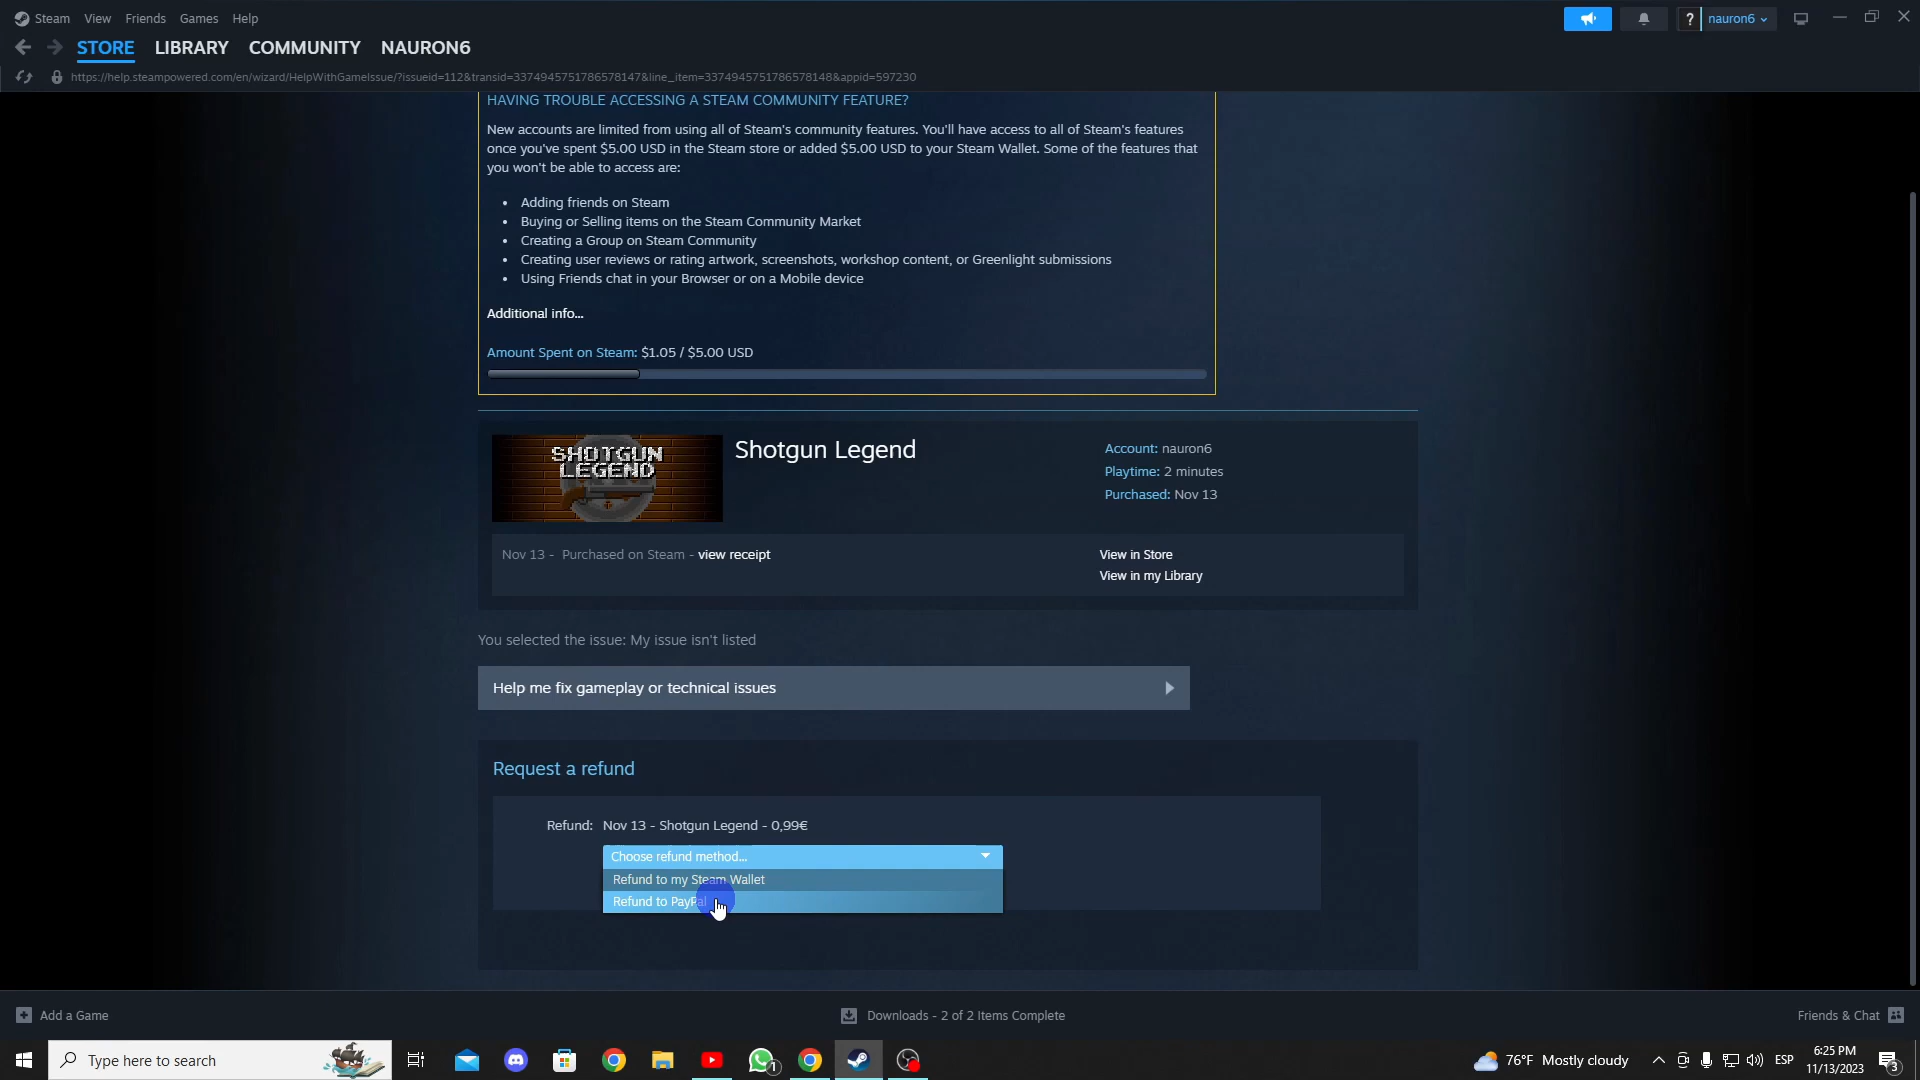 Steam View Friends Games Help
? nauron6
STORE LIBRARY COMMUNITY NAURON6
https://help.steampowered.com/en/wizard/HelpWithGameIssue/?issueid=112&transid=3374945751786578147&line_item=3374945751786578148&appid=597230
HAVING TROUBLE ACCESSING A STEAM COMMUNITY FEATURE?
New accounts are limited from using all of Steam's community features. You'll have access to all of Steam's features
once you've spent $5.00 USD in the Steam store or added $5.00 USD to your Steam Wallet. Some of the features that
you won't be able to access are:
• Adding friends on Steam
• Buying or Selling items on the Steam Community Market
• Creating a Group on Steam Community
• Creating user reviews or rating artwork, screenshots, workshop content, or Greenlight submissions
• Using Friends chat in your Browser or on a Mobile device
Additional info...
Amount Spent on Steam: $1.05 / $5.00 USD
SHOTGUN
LEGEND
Shotgun Legend
Account: nauron6
Playtime: 2 minutes
Purchased: Nov 13
Nov 13 - Purchased on Steam - view receipt
View in Store
View in my Library
You selected the issue: My issue isn't listed
Help me fix gameplay or technical issues
Request a refund
Refund: Nov 13 - Shotgun Legend - 0,99€
Choose refund method...
Refund to my Steam Wallet
Refund to PayPal
Add a Game
Downloads - 2 of 2 Items Complete
Friends & Chat
Type here to search
1
76°F Mostly cloudy
ESP
6:25 PM
11/13/2023
3